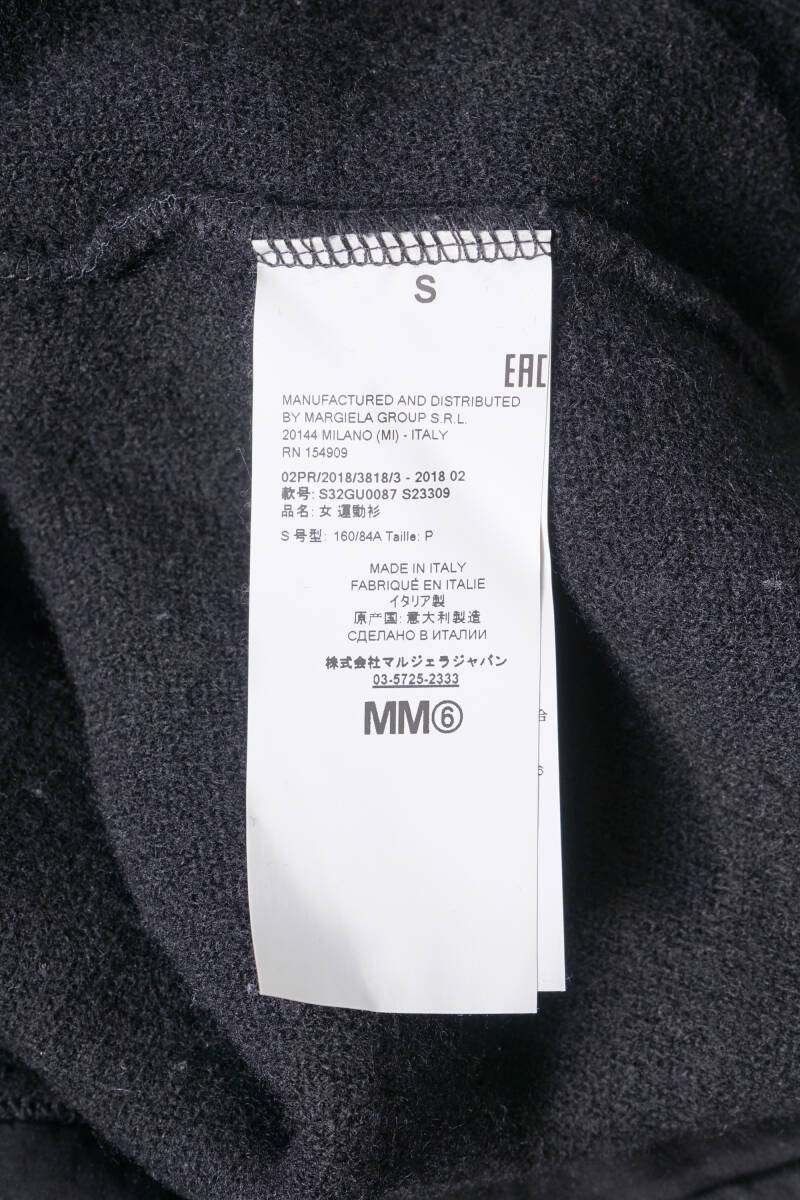 S
EAC
MANUFACTURED AND DISTRIBUTED
BY MARGIELA GROUP S.R.L.
20144 MILANO (MI) - ITALY
RN 154909
02PR/2018/3818/3 - 2018 02
款号: S32GU0087 S23309
品名: 女 運動衫
S 号型: 160/84A Taille: P
MADE IN ITALY
FABRIQUÉ EN ITALIE
イタリア製
原产国: 意大利製造
СДЕЛАНО В ИТАЛИИ
株式会社マルジェラジャパン
03-5725-2333
MM⑥